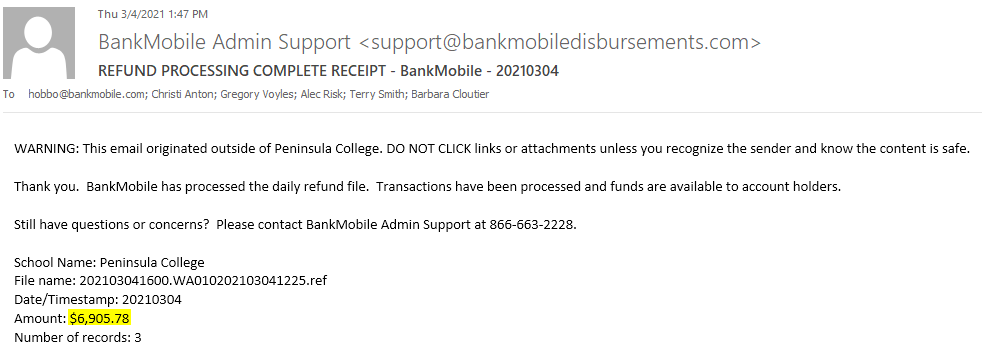 Thu 3/4/2021 1:47 PM
BankMobile Admin Support <support@bankmobiledisbursements.com>
REFUND PROCESSING COMPLETE RECEIPT - BankMobile - 20210304
To hobbo@bankmobile.com; Christi Anton; Gregory Voyles; Alec Risk; Terry Smith; Barbara Cloutier
WARNING: This email originated outside of Peninsula College. DO NOT CLICK links or attachments unless you recognize the sender and know the content is safe.
Thank you.  BankMobile has processed the daily refund file.  Transactions have been processed and funds are available to account holders.
Still have questions or concerns?  Please contact BankMobile Admin Support at 866-663-2228.
School Name: Peninsula College
File name: 202103041600.WA010202103041225.ref
Date/Timestamp: 20210304
Amount: $6,905.78
Number of records: 3